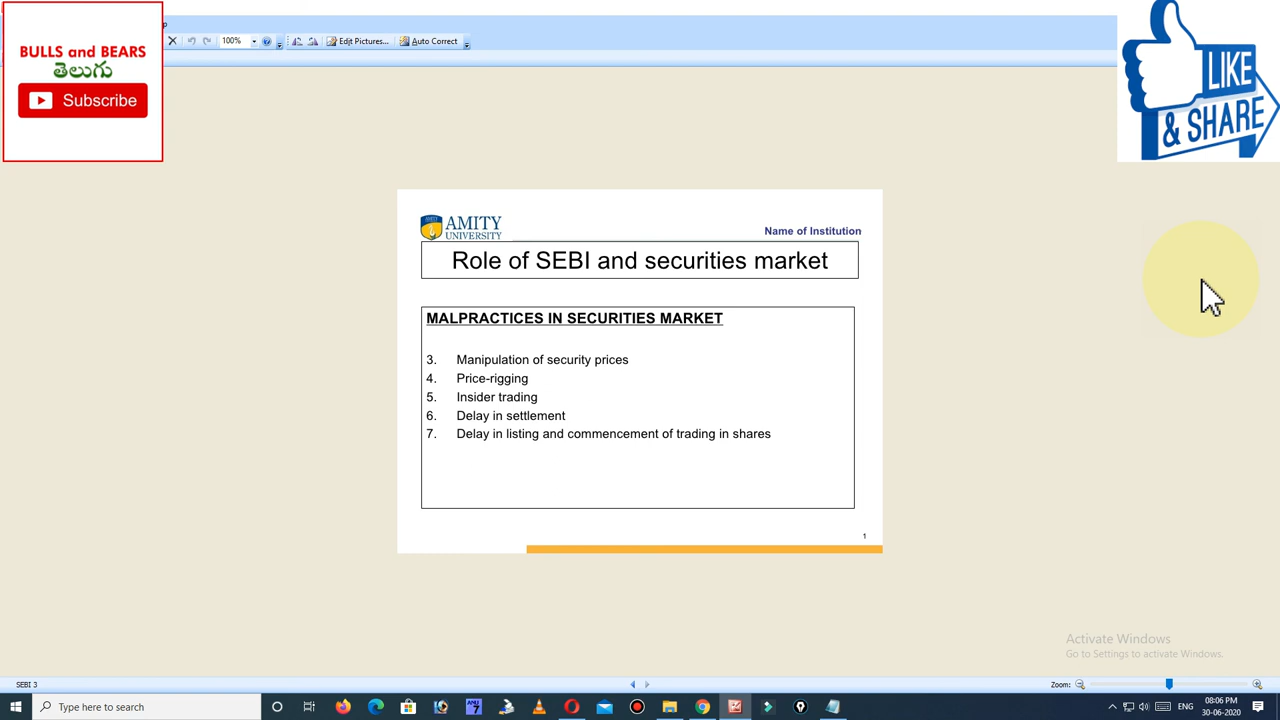 BULLS and BEARS
తెలుగు
Subscribe
100%
Edit Pictures...
Auto Correct
LIKE
& SHARE
AMITY
UNIVERSITY
Name of Institution
Role of SEBI and securities market
MALPRACTICES IN SECURITIES MARKET
3. Manipulation of security prices
4. Price-rigging
5. Insider trading
6. Delay in settlement
7. Delay in listing and commencement of trading in shares
1
Activate Windows
Go to Settings to activate Windows.
SEBI 3
Zoom:
Type here to search
ENG
08:06 PM
30-06-2020